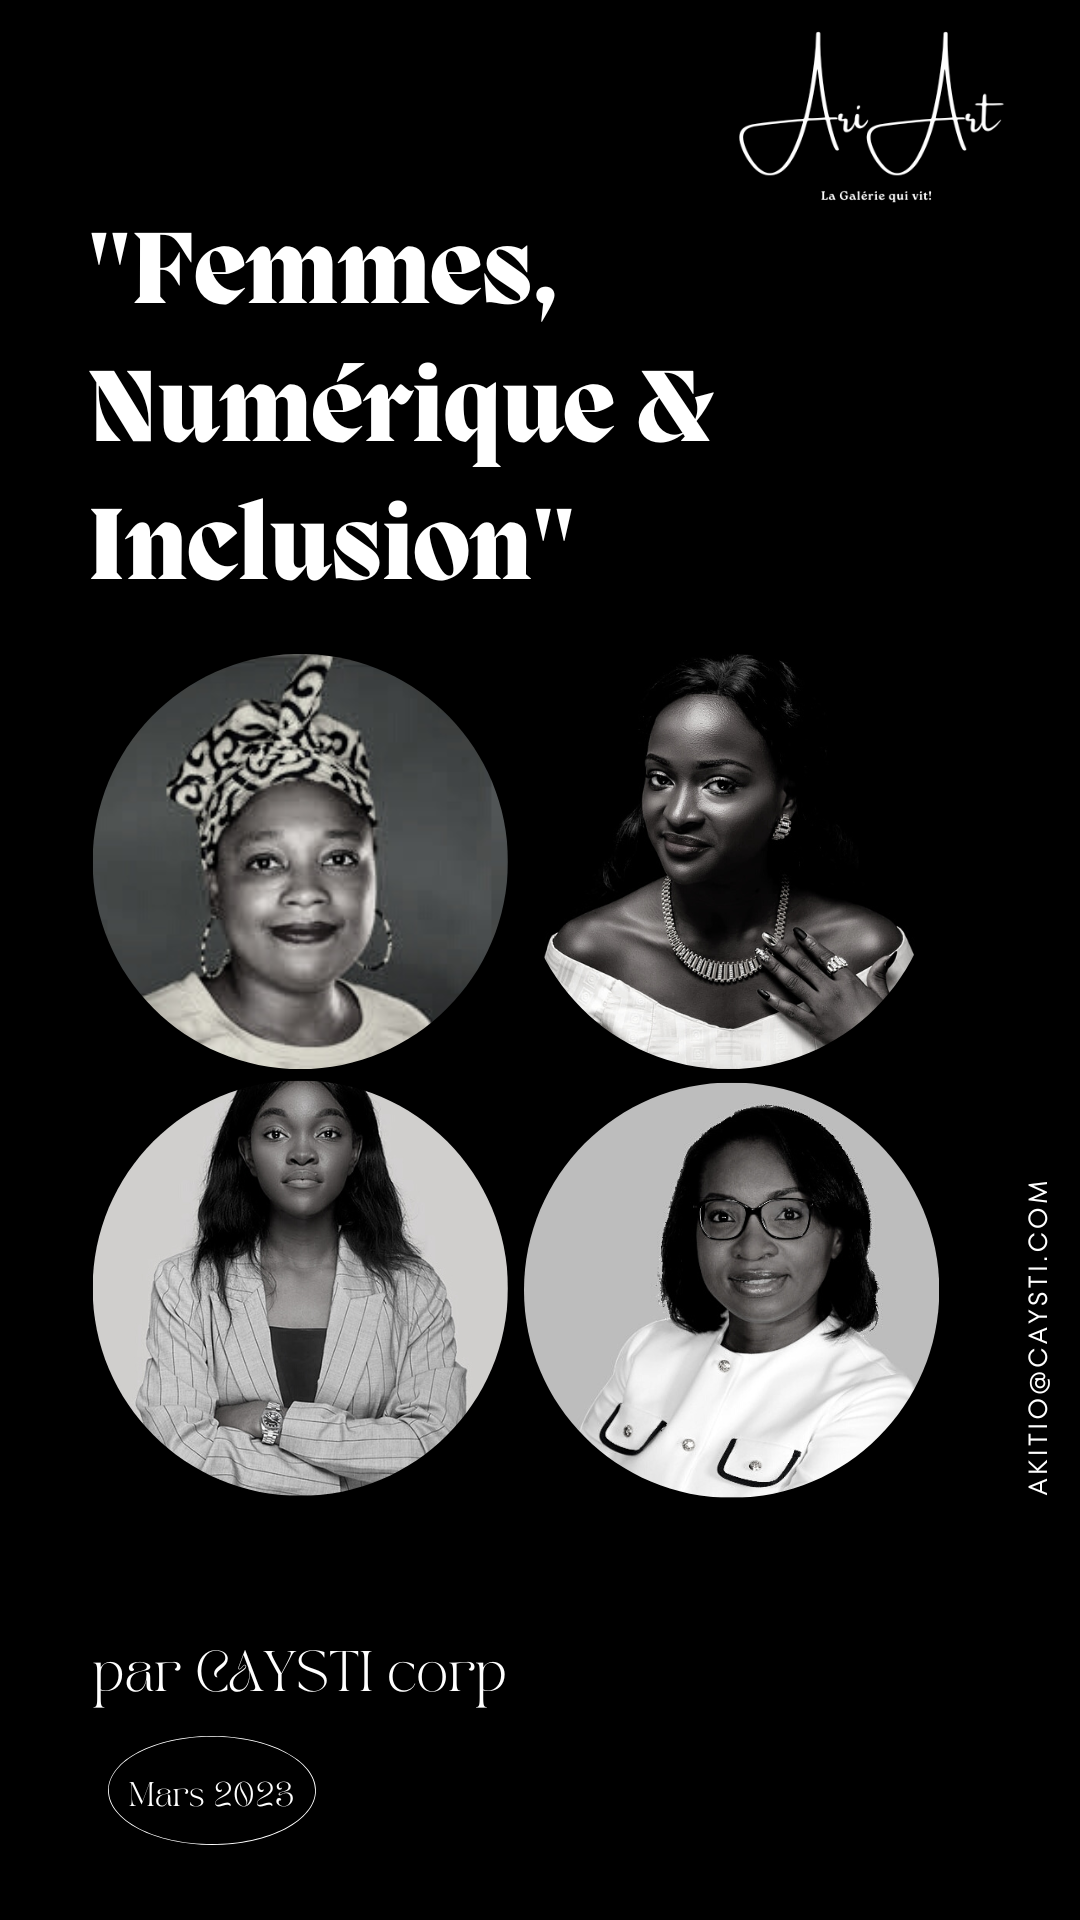 Ari Art
La Galérie qui vit!
"Femmes,
Numérique &
Inclusion"
AKITIO@CAYSTI.COM
par CAYSTI corp
Mars 2023